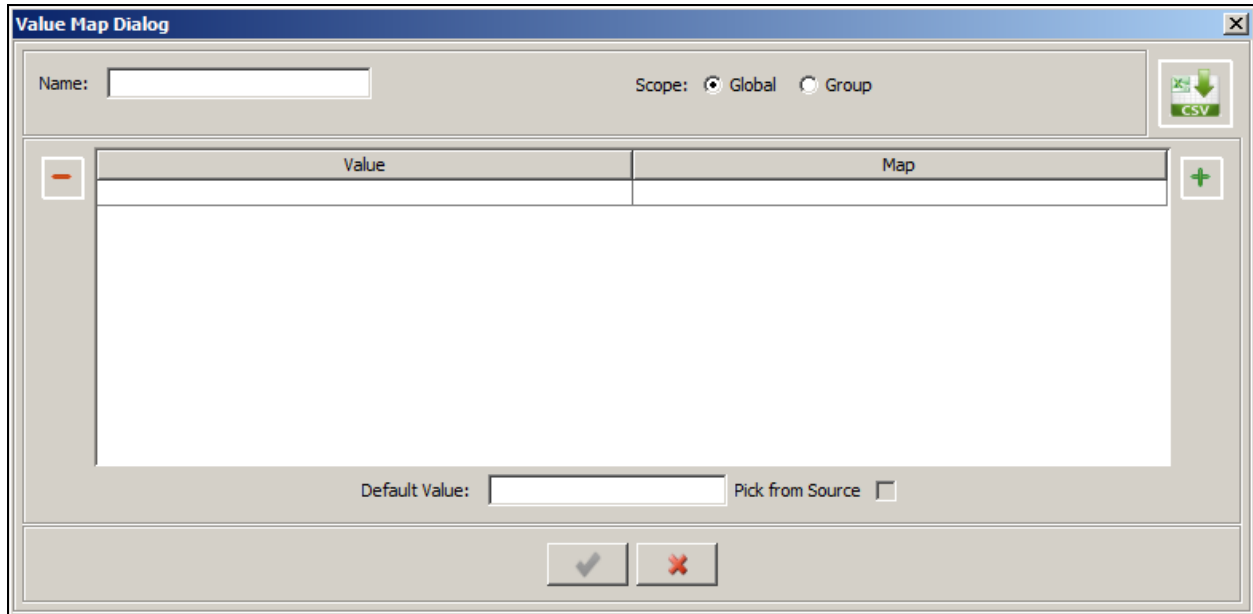 Value Map Dialog
Name: Scope: Global Group
CSV
Value Map
Default Value: Pick from Source